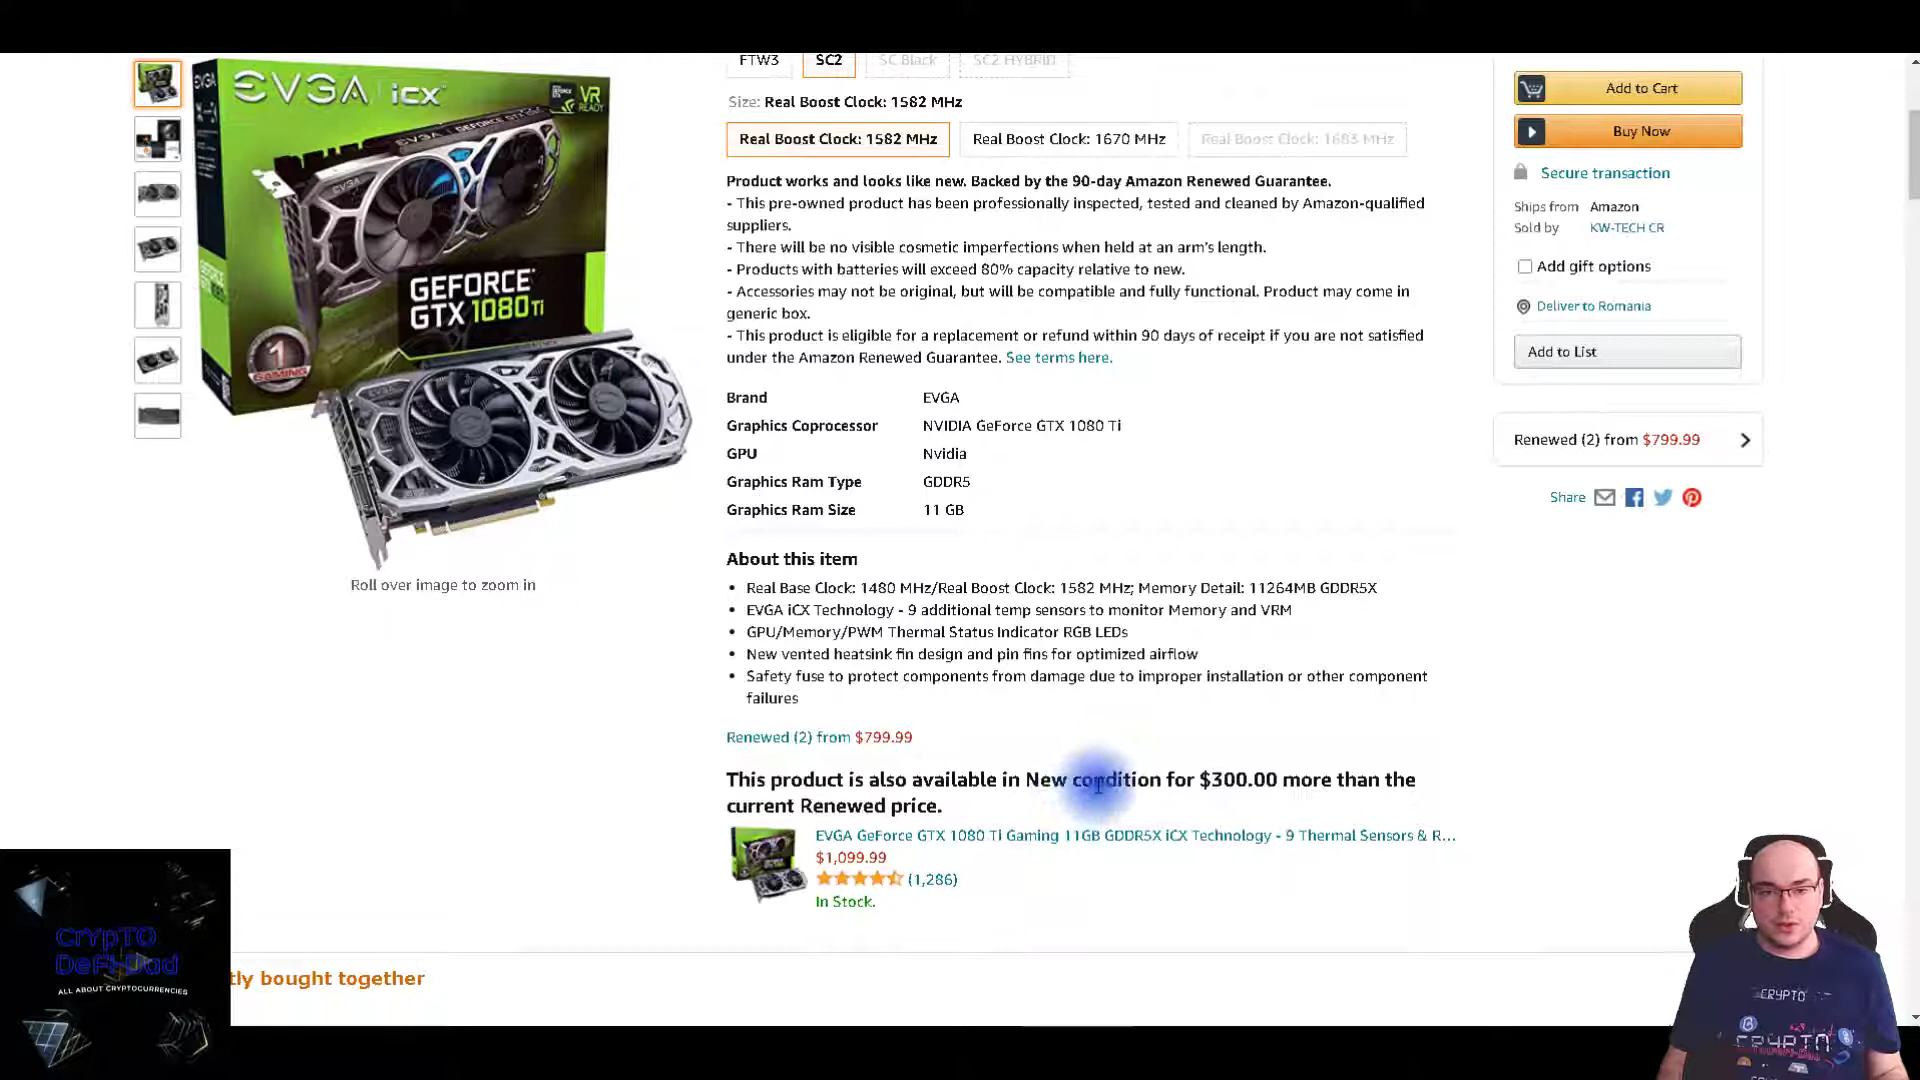 FTW3
SC2
SC Black
SC2 HYBRID
Size: Real Boost Clock: 1582 MHz
Real Boost Clock: 1582 MHz
Real Boost Clock: 1670 MHz
Real Boost Clock: 1683 MHz
Product works and looks like new. Backed by the 90-day Amazon Renewed Guarantee.
- This pre-owned product has been professionally inspected, tested and cleaned by Amazon-qualified
suppliers.
- There will be no visible cosmetic imperfections when held at an arm's length.
- Products with batteries will exceed 80% capacity relative to new.
- Accessories may not be original, but will be compatible and fully functional. Product may come in
generic box.
- This product is eligible for a replacement or refund within 90 days of receipt if you are not satisfied
under the Amazon Renewed Guarantee. See terms here.
Brand EVGA
Graphics Coprocessor NVIDIA GeForce GTX 1080 Ti
GPU Nvidia
Graphics Ram Type GDDR5
Graphics Ram Size 11 GB
About this item
• Real Base Clock: 1480 MHz/Real Boost Clock: 1582 MHz; Memory Detail: 11264MB GDDR5X
• EVGA iCX Technology - 9 additional temp sensors to monitor Memory and VRM
• GPU/Memory/PWM Thermal Status Indicator RGB LEDs
• New vented heatsink fin design and pin fins for optimized airflow
• Safety fuse to protect components from damage due to improper installation or other component
failures
Renewed (2) from $799.99
This product is also available in New condition for $300.00 more than the
current Renewed price.
EVGA GeForce GTX 1080 Ti Gaming 11GB GDDR5X iCX Technology - 9 Thermal Sensors & R...
$1,099.99
(1,286)
In Stock.
EVGA iCX
VR
READY
GEFORCE
GTX 1080Ti
GAMING
Roll over image to zoom in
Add to Cart
Buy Now
Secure transaction
Ships from Amazon
Sold by KW-TECH CR
Add gift options
Deliver to Romania
Add to List
Renewed (2) from $799.99
Share
tly bought together
CrYpTO
DeFi-Dad
ALL ABOUT CRYPTOCURRENCIES
CRYPTO